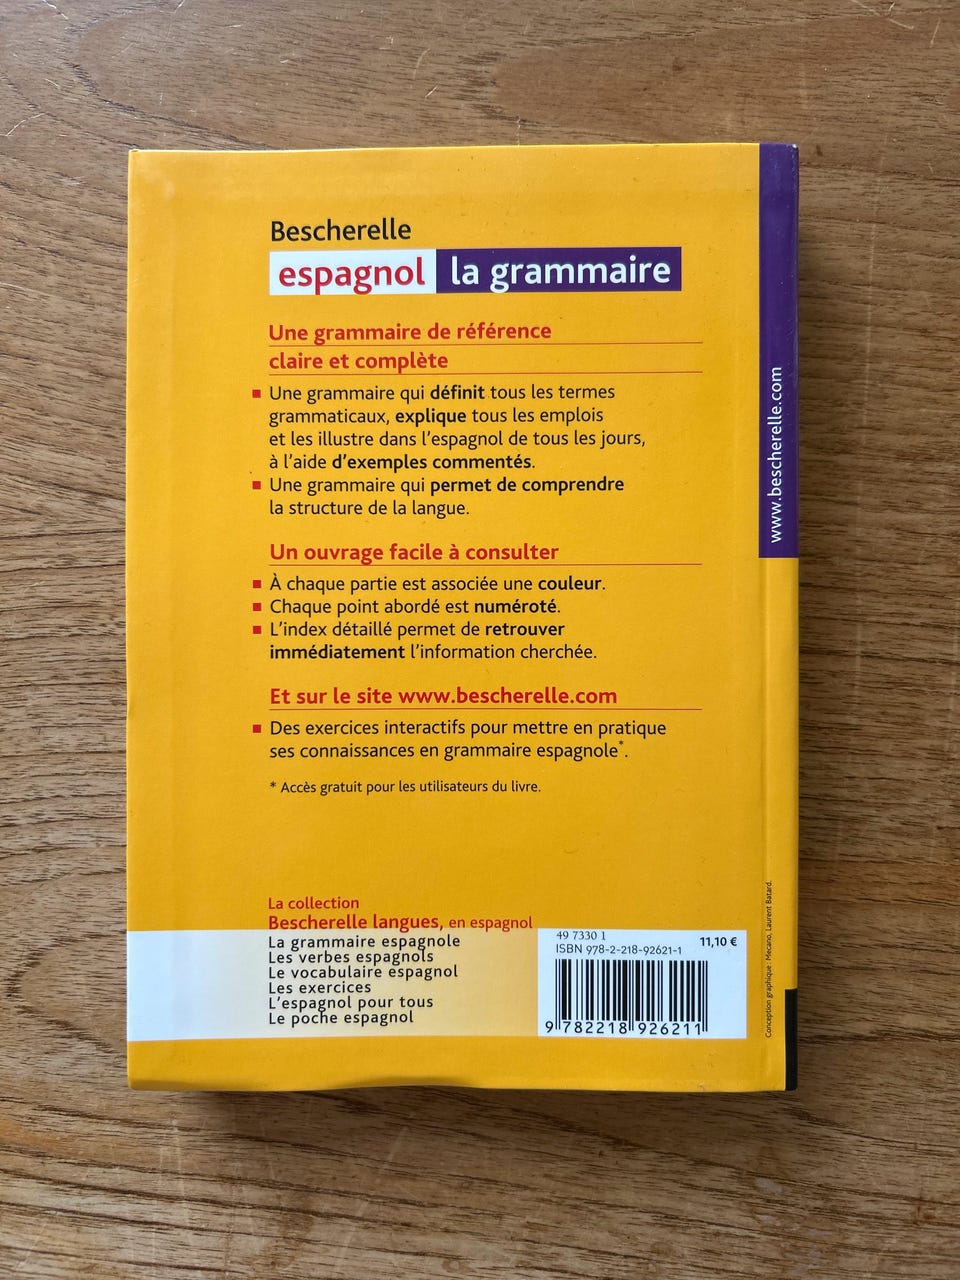 Bescherelle
espagnol la grammaire
Une grammaire de référence
claire et complète
Une grammaire qui définit tous les termes
grammaticaux, explique tous les emplois
et les illustre dans l'espagnol de tous les jours,
à l'aide d'exemples commentés.
Une grammaire qui permet de comprendre
la structure de la langue.
Un ouvrage facile à consulter
À chaque partie est associée une couleur.
Chaque point abordé est numéroté.
L'index détaillé permet de retrouver
immédiatement l'information cherchée.
Et sur le site www.bescherelle.com
Des exercices interactifs pour mettre en pratique
ses connaissances en grammaire espagnole*.
* Accès gratuit pour les utilisateurs du livre.
La collection
Bescherelle langues, en espagnol
La grammaire espagnole
Les verbes espagnols
Le vocabulaire espagnol
Les exercices
L'espagnol pour tous
Le poche espagnol
49 7330 1
ISBN 978-2-218-92621-1
11,10 €
9 782218 926211
Conception graphique : Mecano, Laurent Batard.
www.bescherelle.com